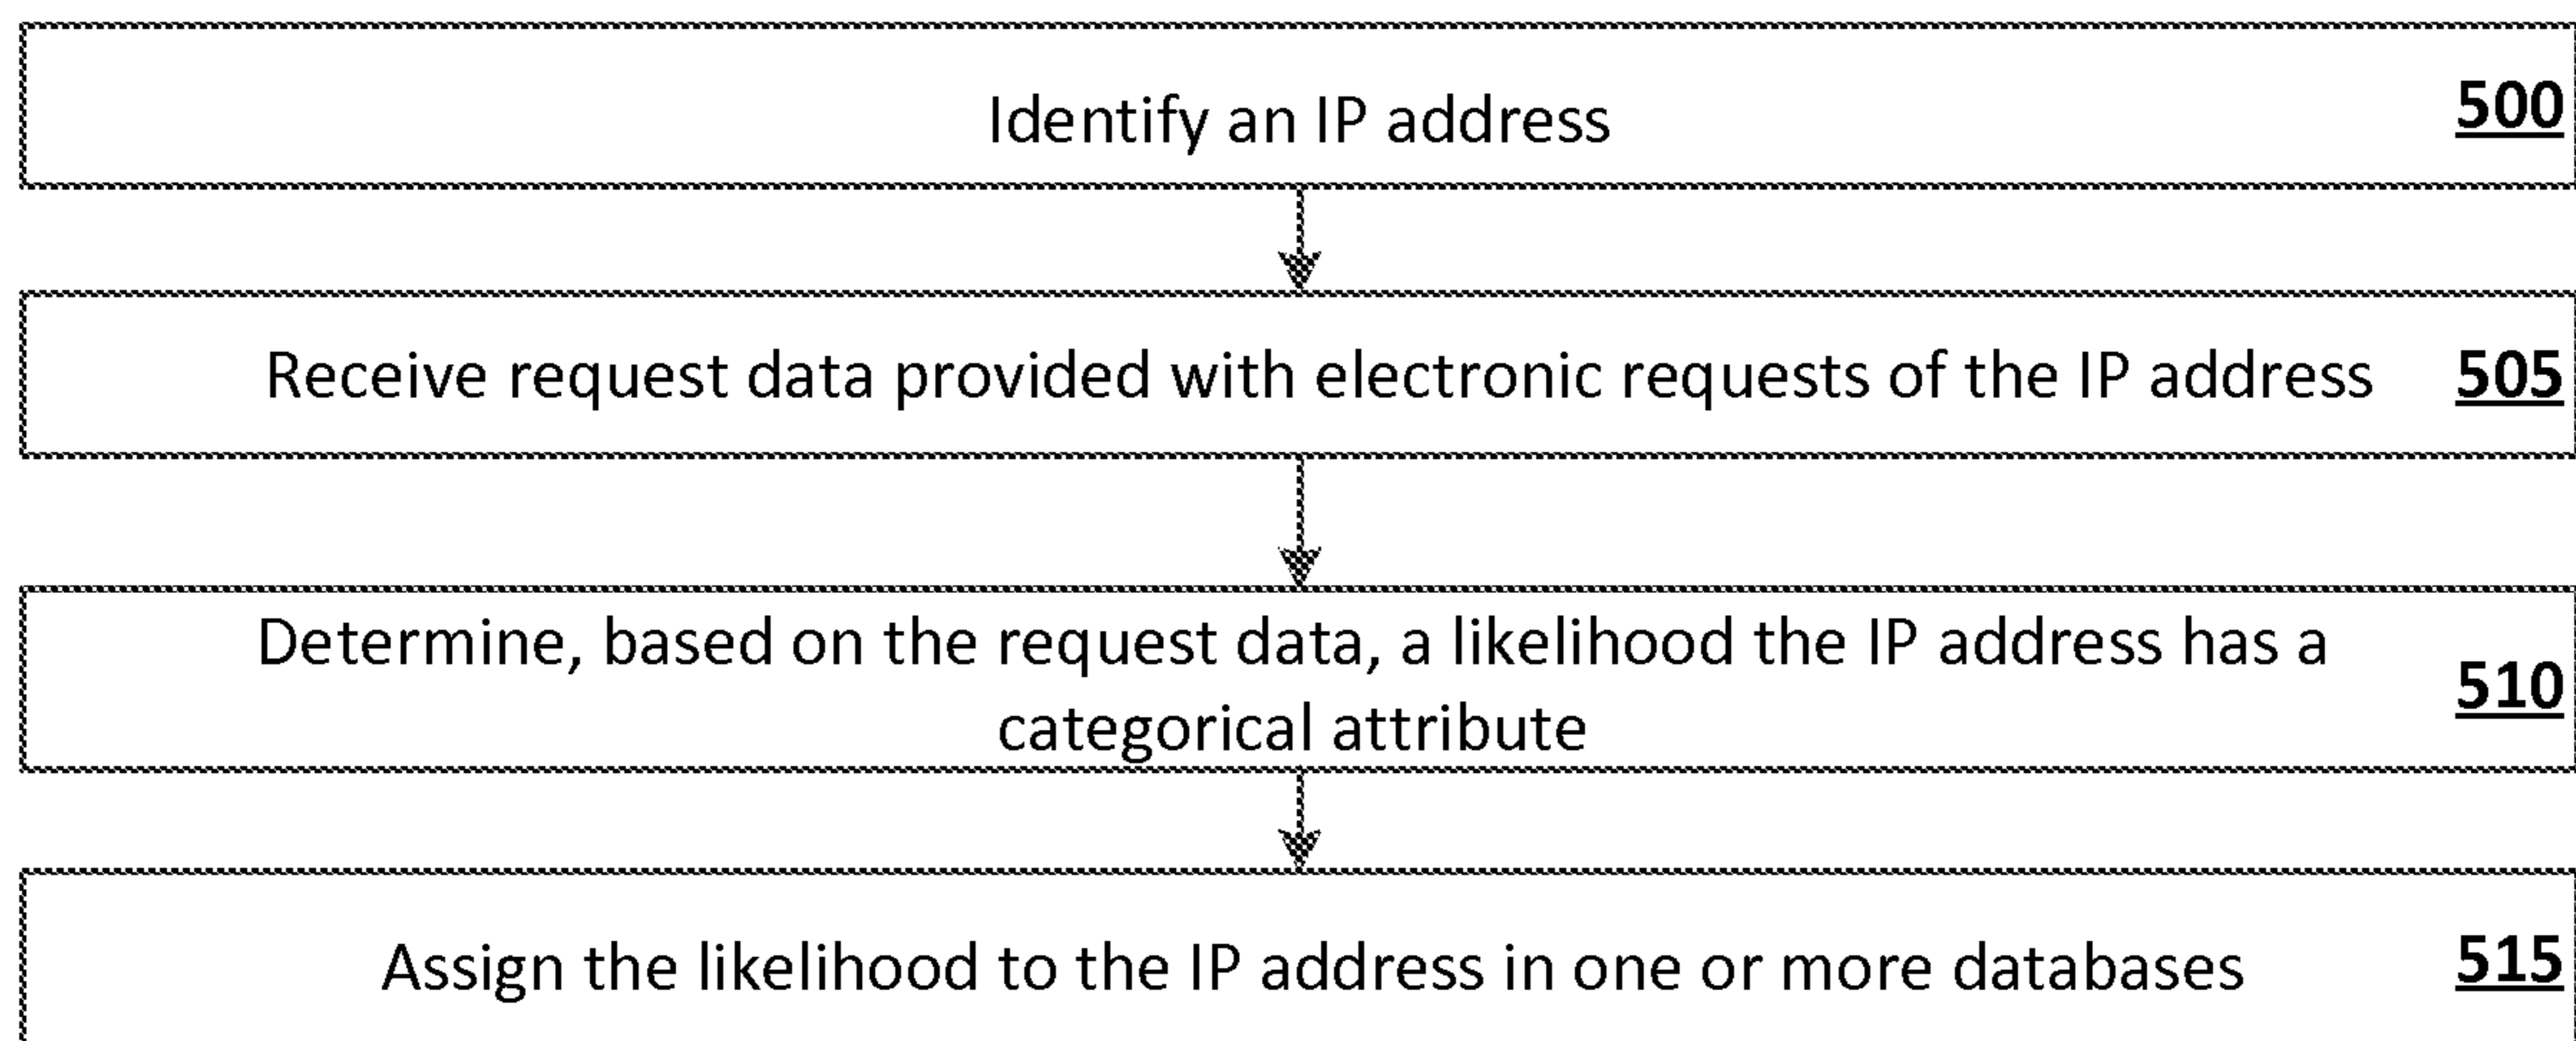 Identify an IP address 500
Receive request data provided with electronic requests of the IP address 505
Determine, based on the request data, a likelihood the IP address has a
categorical attribute
510
Assign the likelihood to the IP address in one or more databases 515